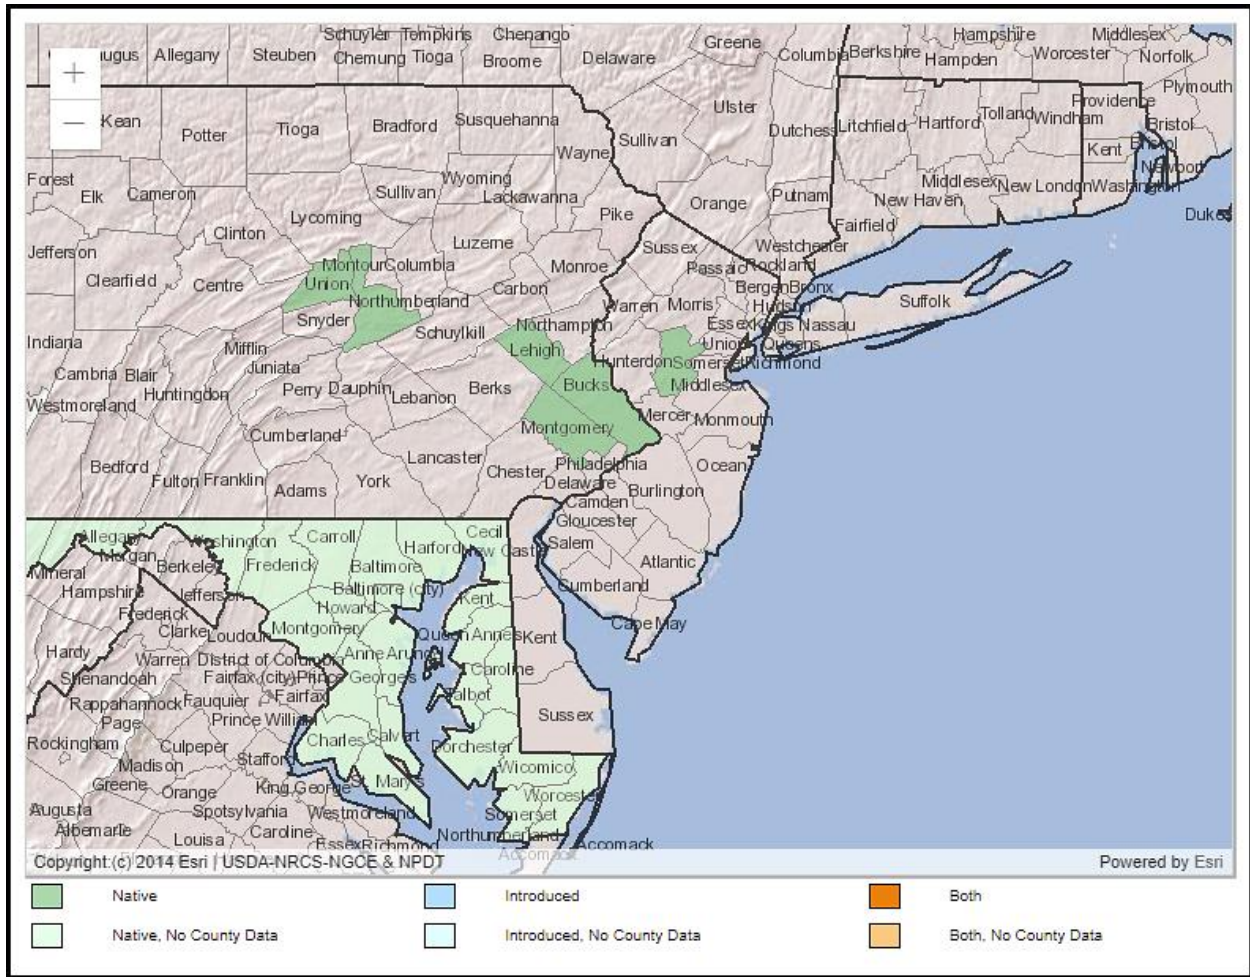 Schuyler Tompkins Chenango Greene Hampshire Middlesex
augus Allegany Steuben Chemung Tioga Broome Delaware Columbia Berkshire Hampden Worcester Norfolk
+
−
Kean Potter Tioga Bradford Susquehanna Ulster Providence Plymouth
Wayne Sullivan Dutchess Litchfield Hartford Tolland Windham Bristol
Kent Bristol
Forest Elk Cameron Sullivan Wyoming Lackawanna Putnam Middlesex New London Washington Newport
Lycoming Pike Orange New Haven Dukes
Clinton Luzerne Sussex Westchester Fairfield
Jefferson Clearfield Centre Montour Columbia Monroe Passaic Rockland
Union Northumberland Carbon Bergen Bronx
Snyder Schuylkill Northampton Warren Morris Hudson Suffolk
Indiana Mifflin Lehigh Essex Kings Nassau
Union Queens
Cambria Blair Juniata Hunterdon Somerset Richmond
Westmoreland Huntingdon Perry Dauphin Lebanon Berks Bucks Middlesex
Cumberland Montgomery Mercer Monmouth
Bedford Fulton Franklin Adams York Lancaster Chester Philadelphia Ocean
Delaware Burlington
Camden
Gloucester
Allegany Washington Carroll Harford Cecil New Castle Salem
Mineral Morgan Berkeley Frederick Baltimore Atlantic
Hampshire Jefferson Baltimore (city) Kent Cumberland
Frederick Howard
Clarke Loudoun Montgomery Queen Anne's Kent Cape May
Hardy Warren District of Columbia Anne Arundel
Shenandoah Fairfax (city) Prince George's Caroline
Rappahannock Fauquier Fairfax Talbot
Page Prince William Charles Calvert Sussex
Rockingham Culpeper Dorchester
Madison Stafford Wicomico
Greene Orange King George St. Mary's Worcester
Augusta Spotsylvania Westmoreland Somerset
Albemarle Louisa Caroline Essex Richmond Northumberland Accomack
Accomack
Copyright:(c) 2014 Esri | USDA-NRCS-NGCE & NPDT Powered by Esri
Native Introduced Both
Native, No County Data Introduced, No County Data Both, No County Data